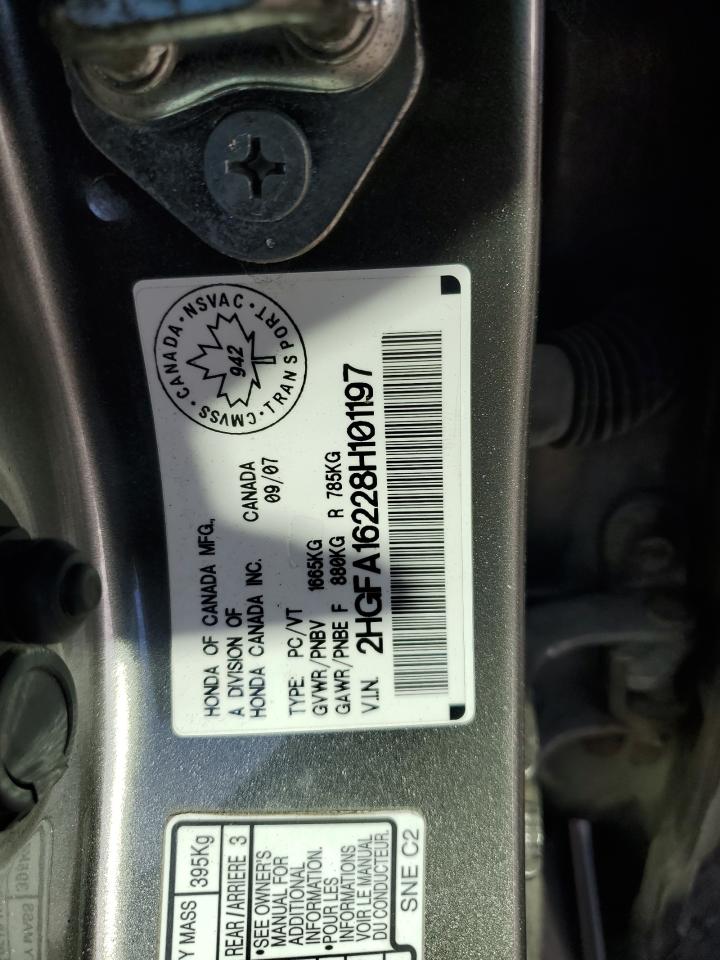 CMVSS • CANADA • NSVAC • TRANSPORT •
942
HONDA OF CANADA MFG.,
A DIVISION OF
HONDA CANADA INC. CANADA
09/07
TYPE: PC/VT
GVWR/PNBV 1665KG
GAWR/PNBE F 880KG R 785KG
V.I.N. 2HGFA16228H101197
Y MASS 395Kg
REAR/ARRIERE 3
•SEE OWNER'S
MANUAL FOR
ADDITIONAL
INFORMATION.
•POUR LES
INFORMATION.
VOIR LE MANUAL
DU CONDUCTEUR.
SNE C2